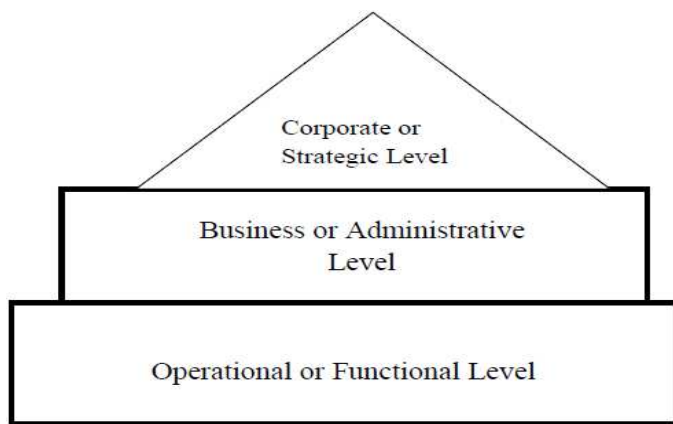 Corporate or
Strategic Level
Business or Administrative
Level
Operational or Functional Level